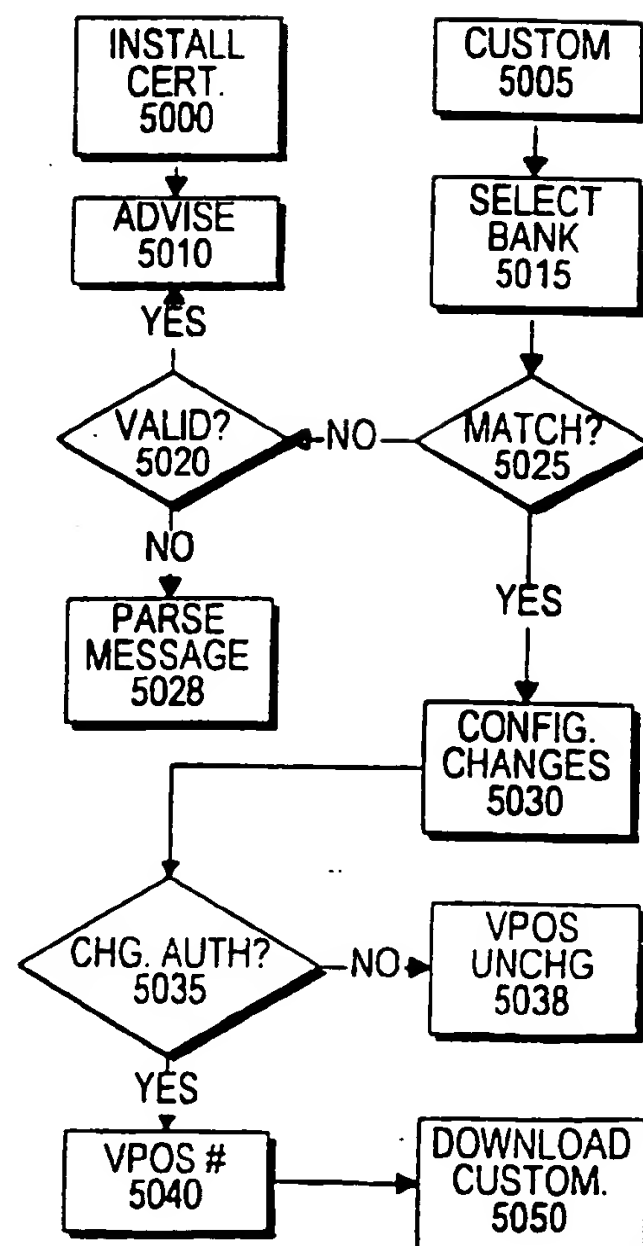 INSTALL
CERT.
5000
CUSTOM
5005
ADVISE
5010
SELECT
BANK
5015
YES
VALID?
5020
NO
MATCH?
5025
NO
YES
PARSE
MESSAGE
5028
CONFIG.
CHANGES
5030
CHG. AUTH?
5035
NO
VPOS
UNCHG
5038
YES
VPOS #
5040
DOWNLOAD
CUSTOM.
5050